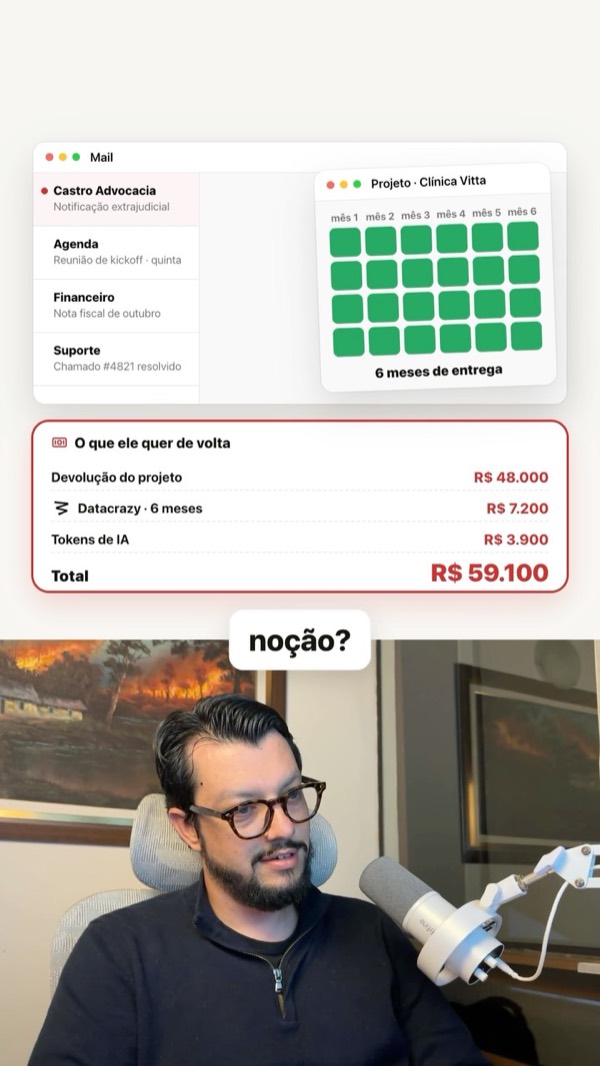 Mail
Castro Advocacia
Notificação extrajudicial
Agenda
Reunião de kickoff · quinta
Financeiro
Nota fiscal de outubro
Suporte
Chamado #4821 resolvido
Projeto · Clínica Vitta
mês 1 mês 2 mês 3 mês 4 mês 5 mês 6
6 meses de entrega
O que ele quer de volta
Devolução do projeto R$ 48.000
Datacrazy · 6 meses R$ 7.200
Tokens de IA R$ 3.900
Total R$ 59.100
noção?